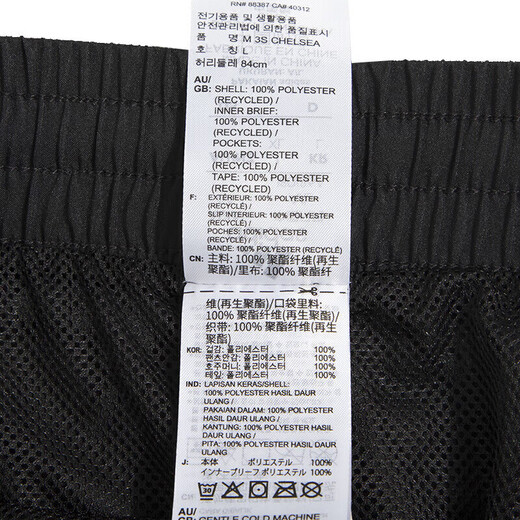 RN# 88387 CA# 40312
전기용품 및 생활용품
안전관리법에 의한 품질표시
품 명 M 3S CHELSEA
호 칭 L
허리둘레 84cm
AU/
GB: SHELL: 100% POLYESTER
(RECYCLED) /
INNER BRIEF:
100% POLYESTER
(RECYCLED) /
POCKETS:
100% POLYESTER
(RECYCLED) /
TAPE: 100% POLYESTER
(RECYCLED)
F: EXTÉRIEUR: 100% POLYESTER
(RECYCLÉ) /
SLIP INTERIEUR: 100% POLYESTER
(RECYCLÉ) /
POCHES: 100% POLYESTER
(RECYCLÉ) /
BANDE: 100% POLYESTER (RECYCLÉ)
CN: 主料: 100% 聚酯纤维(再
生聚酯)/里布: 100% 聚酯纤
维(再生聚酯)/口袋里料:
100% 聚酯纤维(再生聚酯)/
织带: 100% 聚酯纤维(再生
聚酯)
KOR: 겉감: 폴리에스터 100%
팬츠안감: 폴리에스터 100%
호주머니: 폴리에스터 100%
테잎: 폴리에스터 100%
IND: LAPISAN KERAS/SHELL:
100% POLYESTER HASIL DAUR
ULANG /
PAKAIAN DALAM: 100%
POLYESTER HASIL DAUR ULANG /
KANTUNG: 100% POLYESTER
HASIL DAUR ULANG /
PITA: 100% POLYESTER HASIL
DAUR ULANG
J: 本体 ポリエステル 100%
インナーブリーフ ポリエステル 100%
30
AU/
GB: GENTLE COLD MACHINE